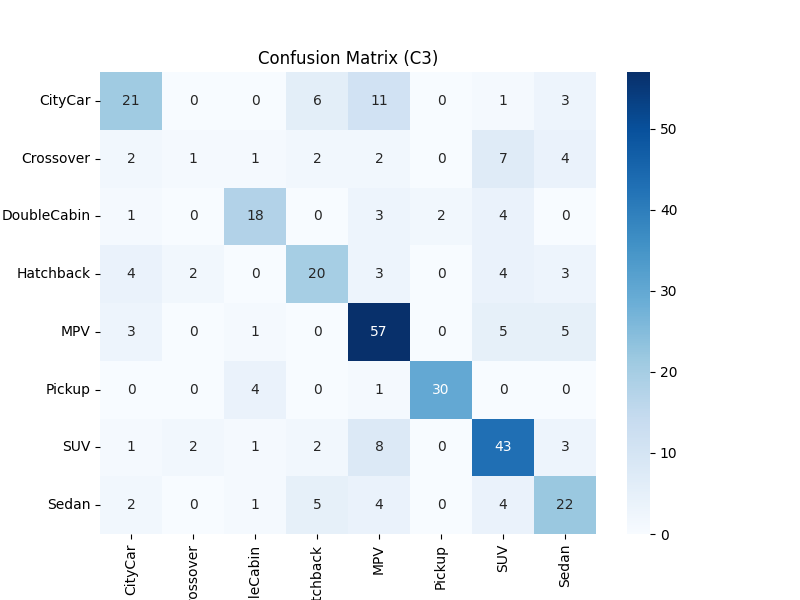 Confusion Matrix (C3)
CityCar 21 0 0 6 11 0 1 3
Crossover 2 1 1 2 2 0 7 4
DoubleCabin 1 0 18 0 3 2 4 0
Hatchback 4 2 0 20 3 0 4 3
MPV 3 0 1 0 57 0 5 5
Pickup 0 0 4 0 1 30 0 0
SUV 1 2 1 2 8 0 43 3
Sedan 2 0 1 5 4 0 4 22
CityCar
ossover
leCabin
tchback
MPV
Pickup
SUV
Sedan
50
40
30
20
10
0